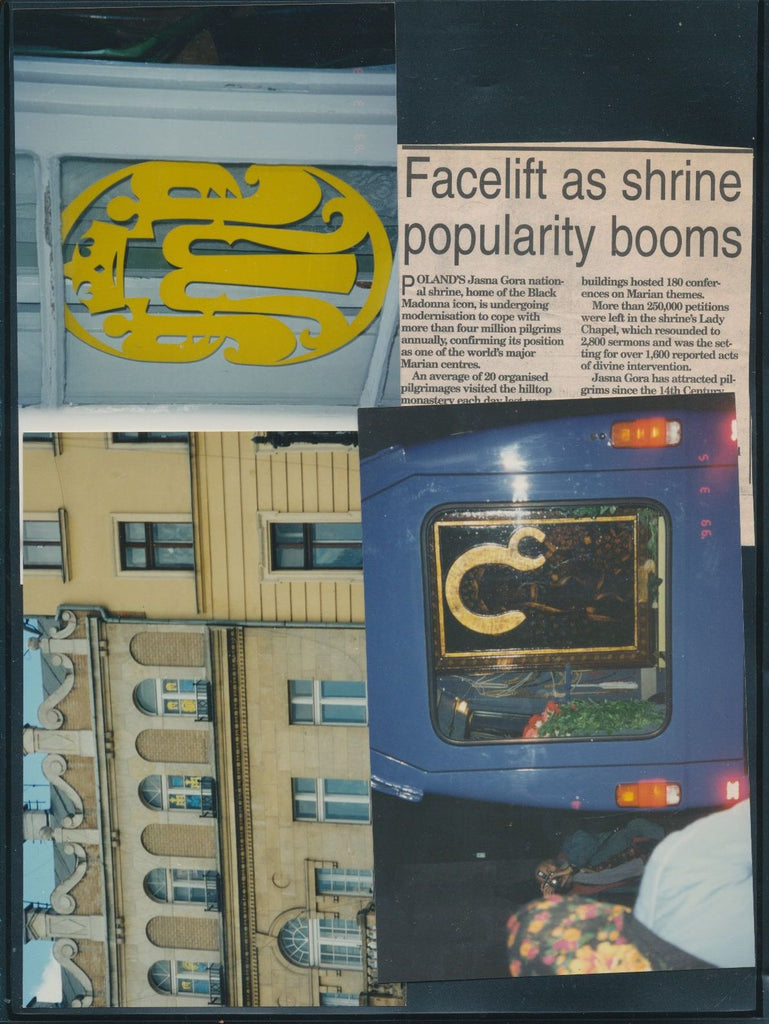 Facelift as shrine
popularity booms
POLAND'S Jasna Gora nation-
al shrine, home of the Black
Madonna icon, is undergoing
modernisation to cope with
more than four million pilgrims
annually, confirming its position
as one of the world's major
Marian centres.
An average of 20 organised
pilgrimages visited the hilltop
monastery each day last
buildings hosted 180 confer-
ences on Marian themes.
More than 250,000 petitions
were left in the shrine's Lady
Chapel, which resounded to
2,800 sermons and was the set-
ting for over 1,600 reported acts
of divine intervention.
Jasna Gora has attracted pil-
grims since the 14th Century